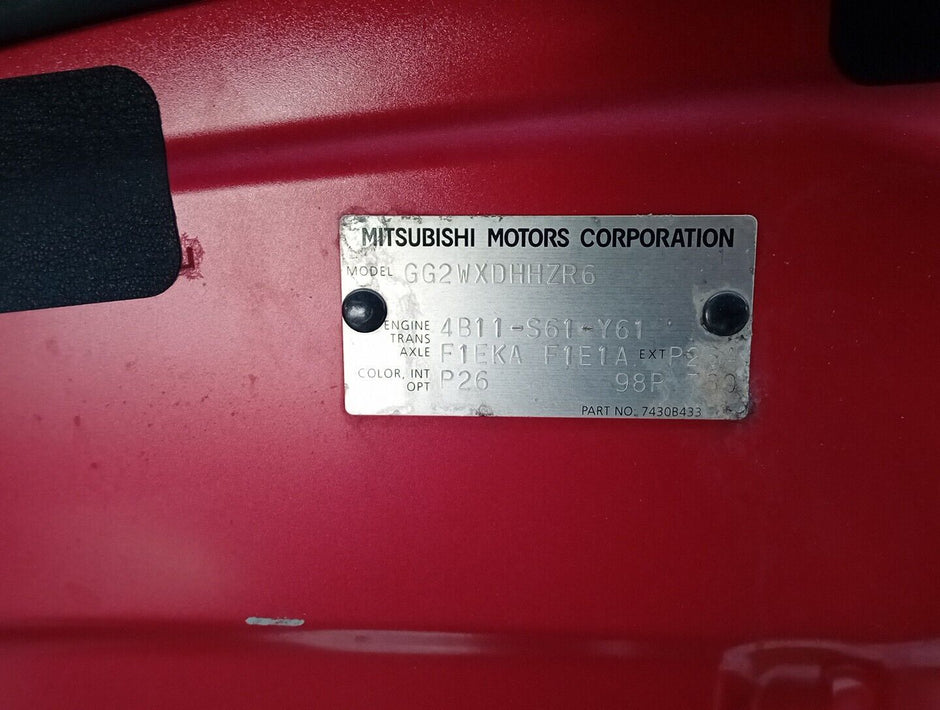 MITSUBISHI MOTORS CORPORATION
MODEL GG2WXDHHZR6
ENGINE 4B11-S61-Y61
TRANS
AXLE F1EKA F1E1A EXT
COLOR, INT
OPT P26 98P
PART NO. 7430B433